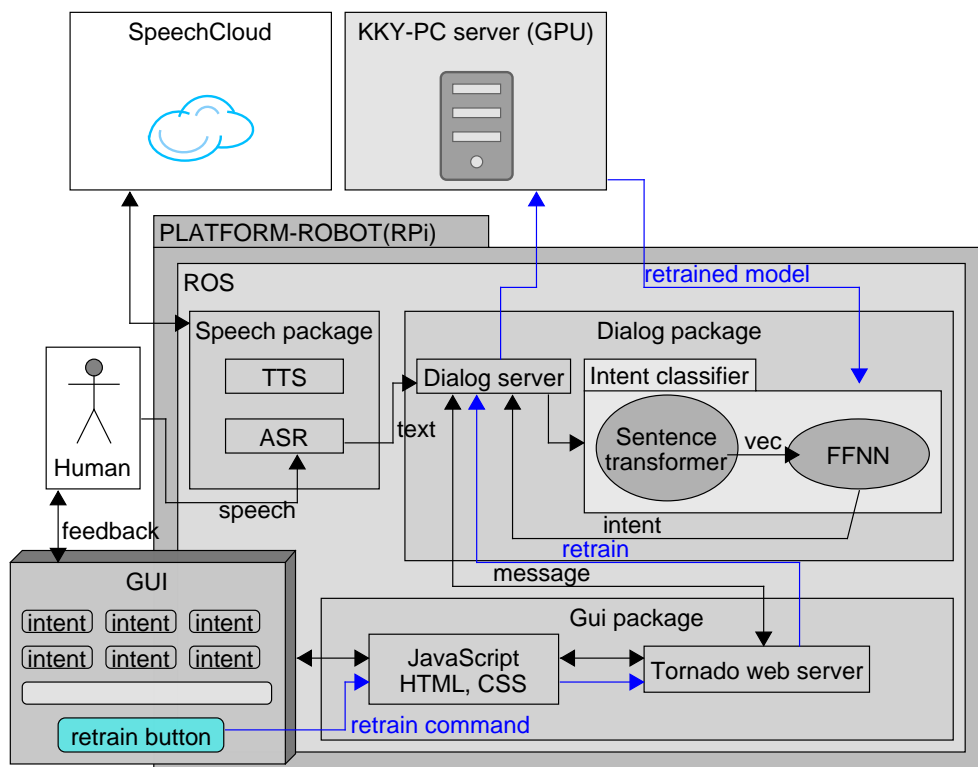 SpeechCloud
KKY-PC server (GPU)
PLATFORM-ROBOT(RPi)
ROS
retrained model
Speech package
TTS
ASR
text
speech
Dialog package
Dialog server
Intent classifier
Sentence
transformer
vec
FFNN
intent
retrain
message
Human
feedback
GUI
intent intent intent
intent intent intent
retrain button
Gui package
JavaScript
HTML, CSS
Tornado web server
retrain command